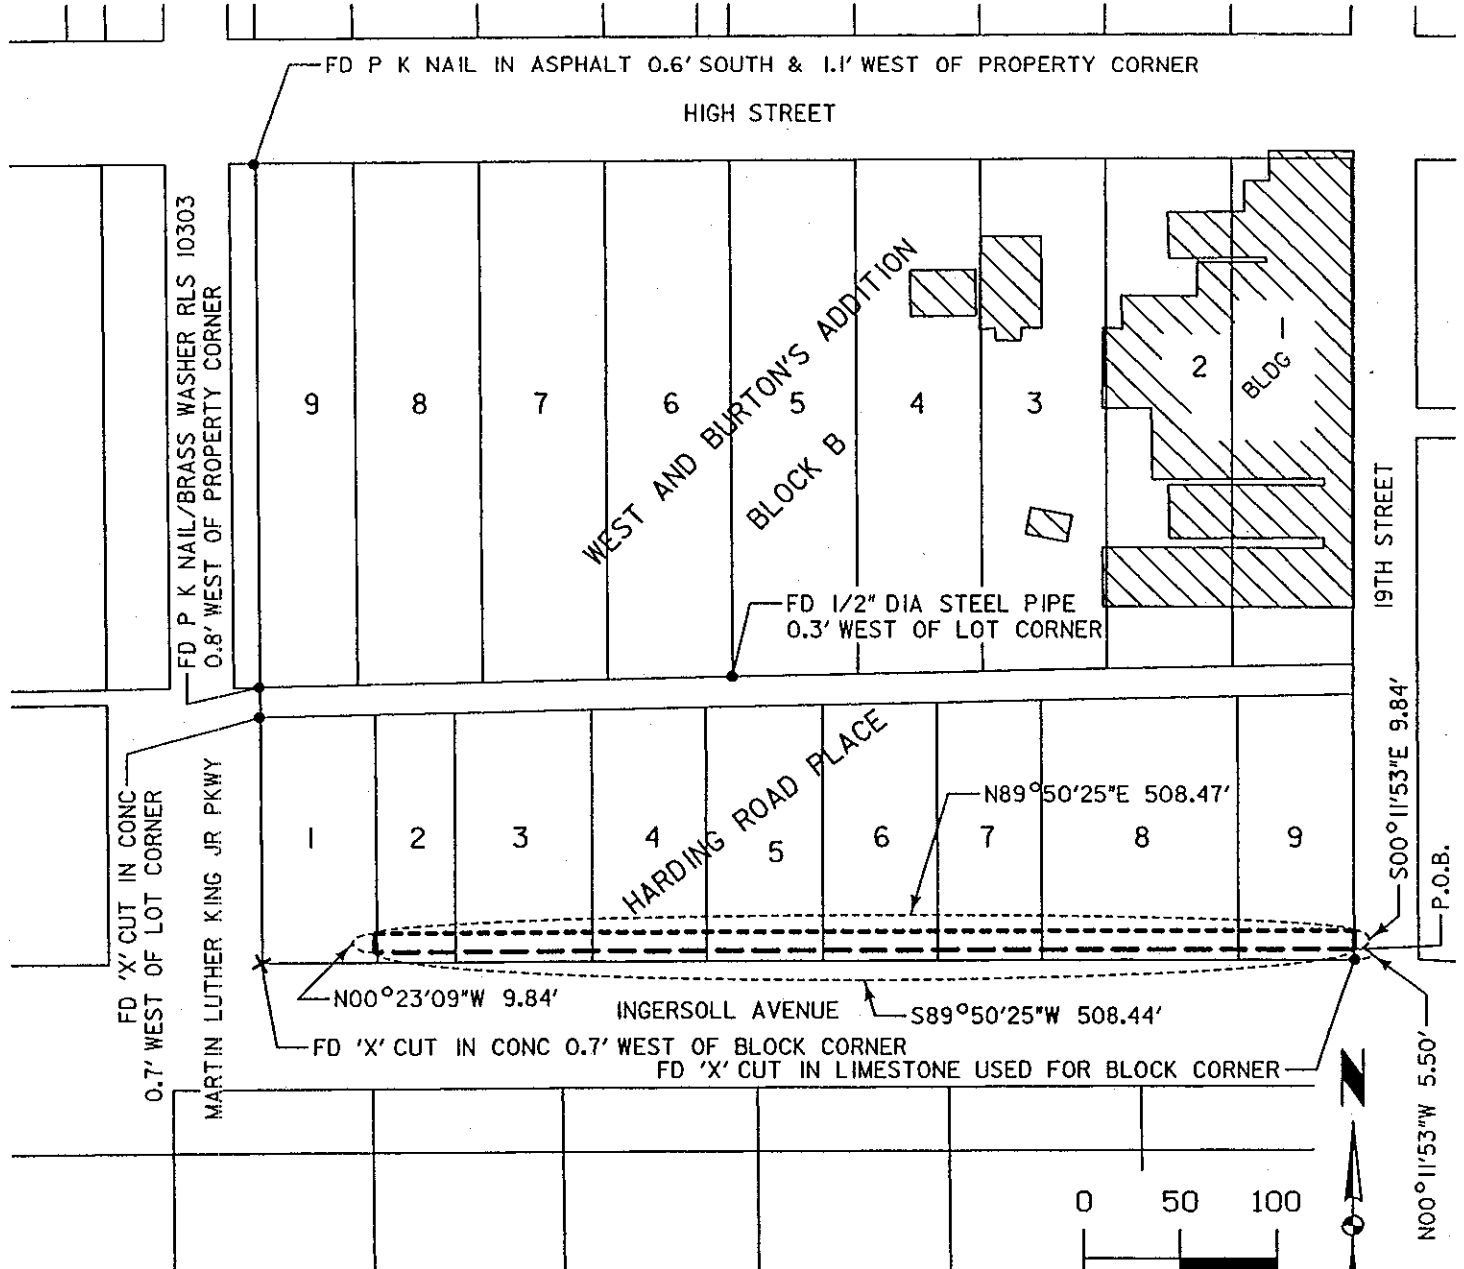 FD P K NAIL IN ASPHALT 0.6' SOUTH & 1.1' WEST OF PROPERTY CORNER
HIGH STREET
FD P K NAIL/BRASS WASHER RLS 10303
0.8' WEST OF PROPERTY CORNER
9
8
7
6
5
4
3
2
1
BLDG
WEST AND BURTON'S ADDITION
BLOCK B
19TH STREET
FD 1/2" DIA STEEL PIPE
0.3' WEST OF LOT CORNER
FD 'X' CUT IN CONC
0.7' WEST OF LOT CORNER
MARTIN LUTHER KING JR PKWY
HARDING ROAD PLACE
1
2
3
4
5
6
7
8
9
N89°50'25"E 508.47'
S00°11'53"E 9.84'
P.O.B.
N00°23'09"W 9.84'
INGERSOLL AVENUE
S89°50'25"W 508.44'
FD 'X' CUT IN CONC 0.7' WEST OF BLOCK CORNER
FD 'X' CUT IN LIMESTONE USED FOR BLOCK CORNER
N00°11'53"W 5.50'
N
0 50 100